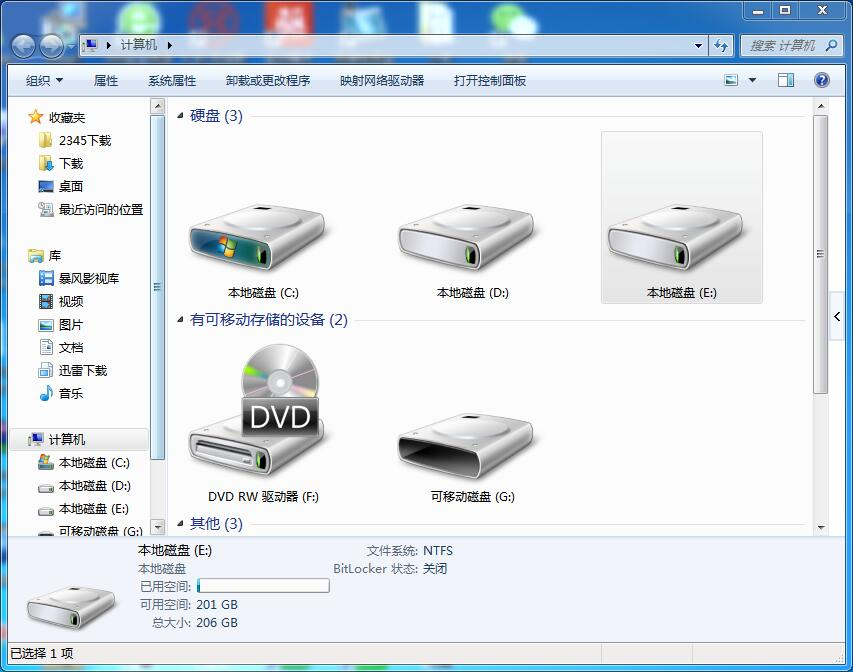 计算机
搜索 计算机
组织 属性 系统属性 卸载或更改程序 映射网络驱动器 打开控制面板
收藏夹
2345下载
下载
桌面
最近访问的位置
库
暴风影视库
视频
图片
文档
迅雷下载
音乐
计算机
本地磁盘 (C:)
本地磁盘 (D:)
本地磁盘 (E:)
可移动磁盘 (G:)
硬盘 (3)
本地磁盘 (C:)
本地磁盘 (D:)
本地磁盘 (E:)
有可移动存储的设备 (2)
DVD
DVD RW 驱动器 (F:)
可移动磁盘 (G:)
其他 (3)
本地磁盘 (E:)
本地磁盘
已用空间:
可用空间: 201 GB
总大小: 206 GB
文件系统: NTFS
BitLocker 状态: 关闭
已选择 1 项